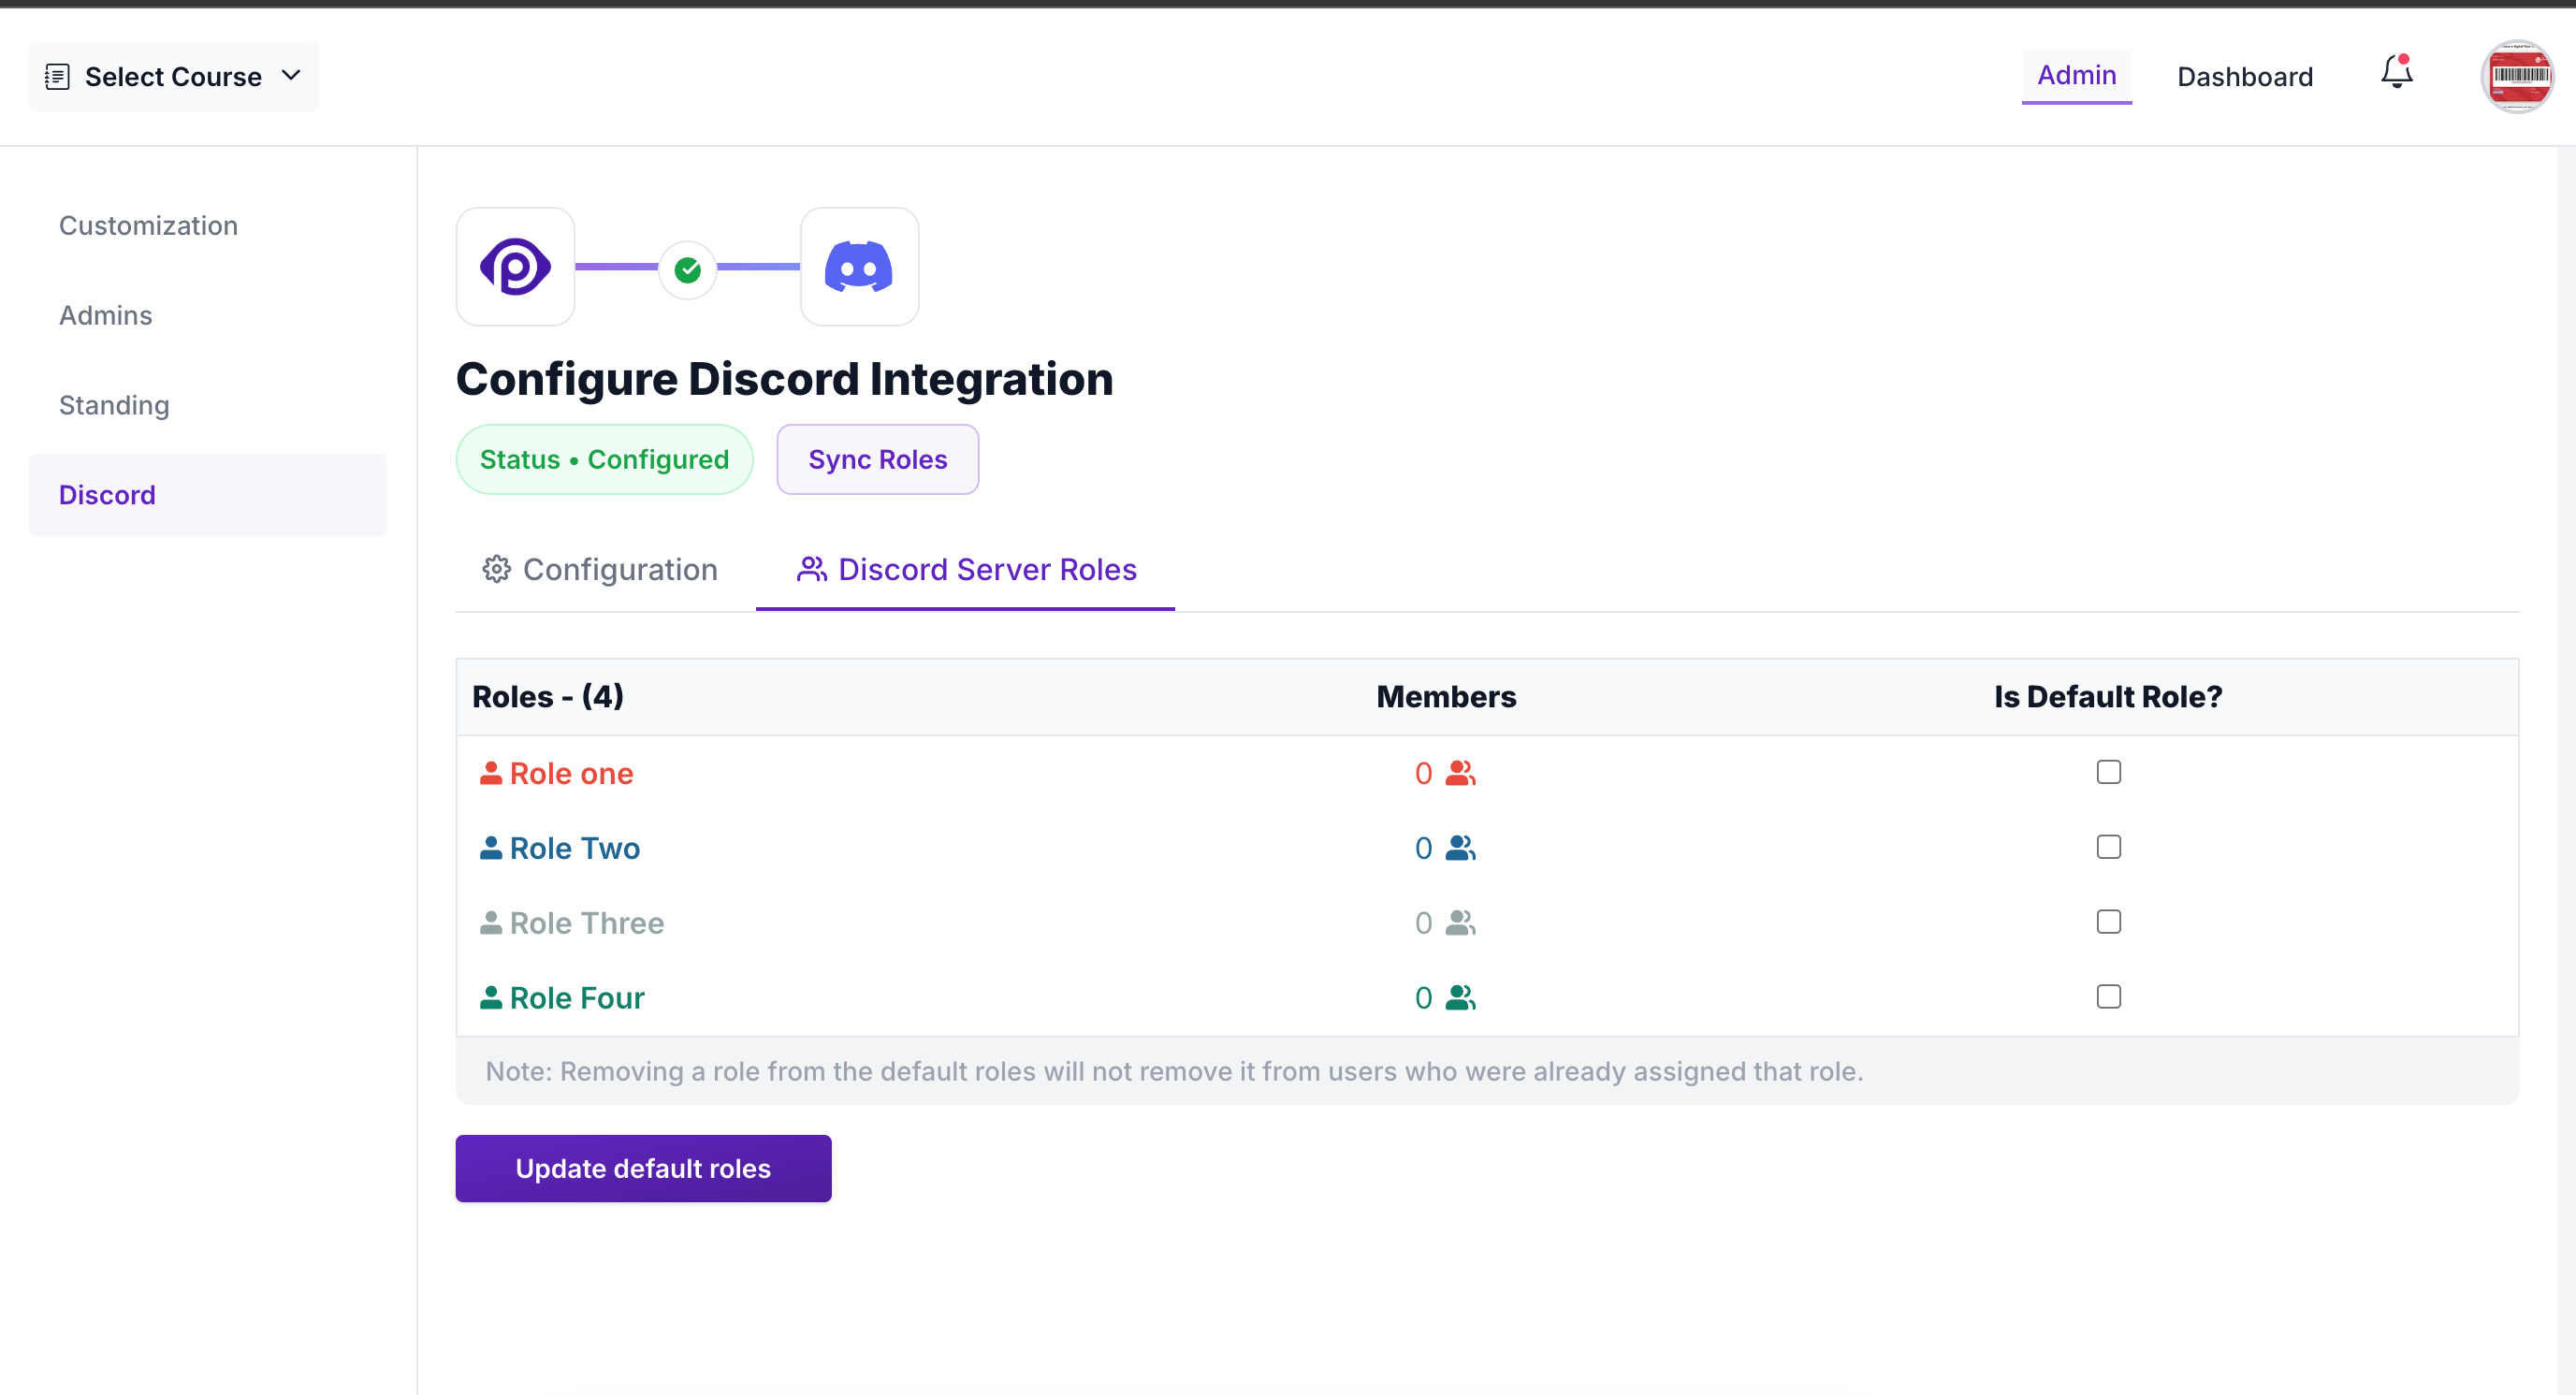 Select Course
Admin
Dashboard
Customization
Admins
Standing
Discord
Configure Discord Integration
Status • Configured
Sync Roles
Configuration
Discord Server Roles
Roles - (4) Members Is Default Role?
Role one 0
Role Two 0
Role Three 0
Role Four 0
Note: Removing a role from the default roles will not remove it from users who were already assigned that role.
Update default roles